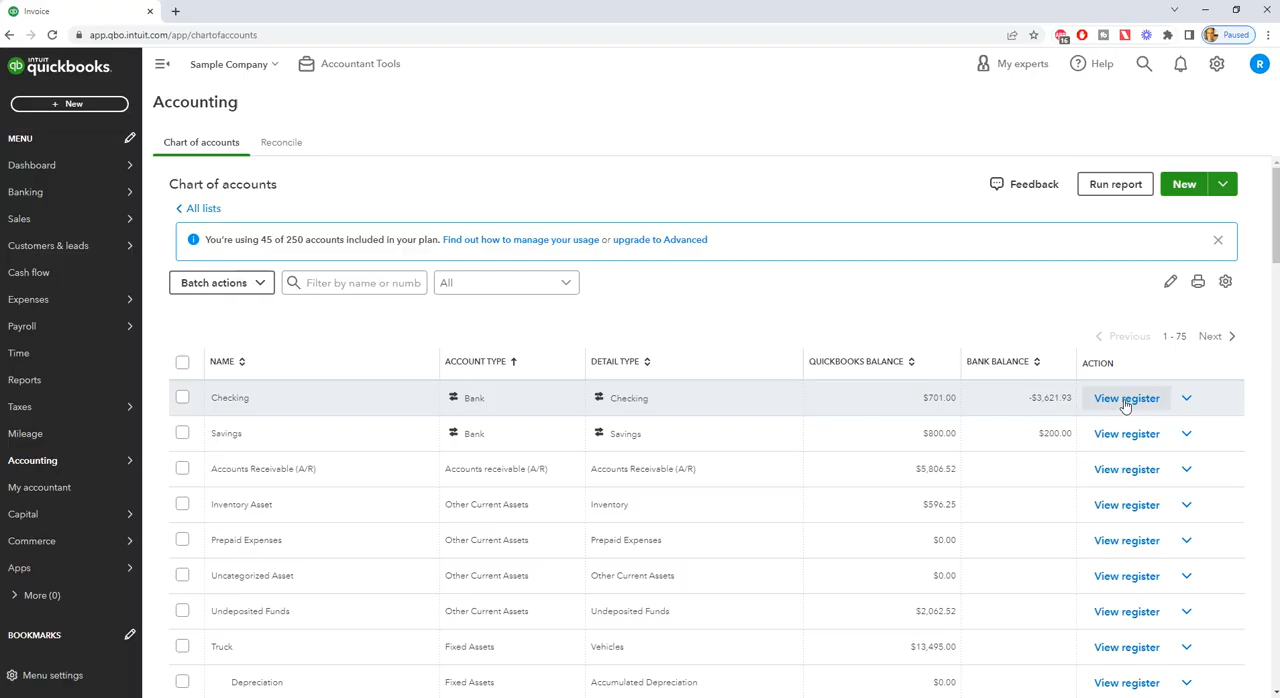 Invoice
app.qbo.intuit.com/app/chartofaccounts
16
Paused
INTUIT
quickbooks.
Sample Company
Accountant Tools
My experts
Help
R
+ New
Accounting
MENU
Dashboard
Banking
Sales
Customers & leads
Cash flow
Expenses
Payroll
Time
Reports
Taxes
Mileage
Accounting
My accountant
Capital
Commerce
Apps
More (0)
BOOKMARKS
Menu settings
Chart of accounts Reconcile
Chart of accounts
Feedback
Run report
New
All lists
You're using 45 of 250 accounts included in your plan. Find out how to manage your usage or upgrade to Advanced
Batch actions
Filter by name or numb
All
Previous 1 - 75 Next
NAME ACCOUNT TYPE DETAIL TYPE QUICKBOOKS BALANCE BANK BALANCE ACTION
Checking Bank Checking $701.00 -$3,621.93 View register
Savings Bank Savings $800.00 $200.00 View register
Accounts Receivable (A/R) Accounts receivable (A/R) Accounts Receivable (A/R) $5,806.52 View register
Inventory Asset Other Current Assets Inventory $596.25 View register
Prepaid Expenses Other Current Assets Prepaid Expenses $0.00 View register
Uncategorized Asset Other Current Assets Other Current Assets $0.00 View register
Undeposited Funds Other Current Assets Undeposited Funds $2,062.52 View register
Truck Fixed Assets Vehicles $13,495.00 View register
Depreciation Fixed Assets Accumulated Depreciation $0.00 View register